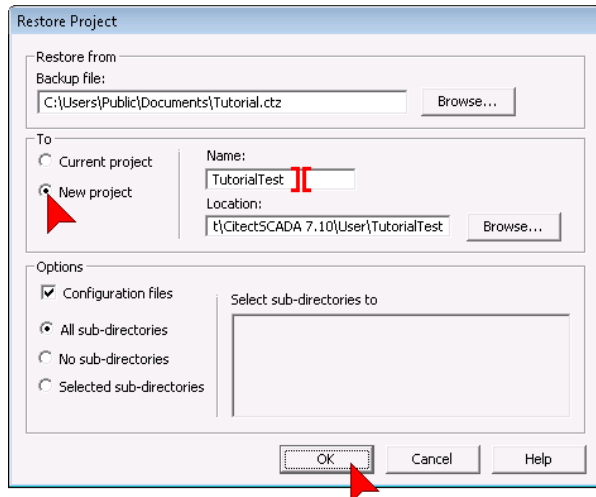 Restore Project
Restore from
Backup file:
C:\Users\Public\Documents\Tutorial.ctz
Browse...
To
Current project
New project
Name:
TutorialTest
Location:
t\CitectSCADA 7.10\User\TutorialTest
Browse...
Options
Configuration files
All sub-directories
No sub-directories
Selected sub-directories
Select sub-directories to
OK Cancel Help